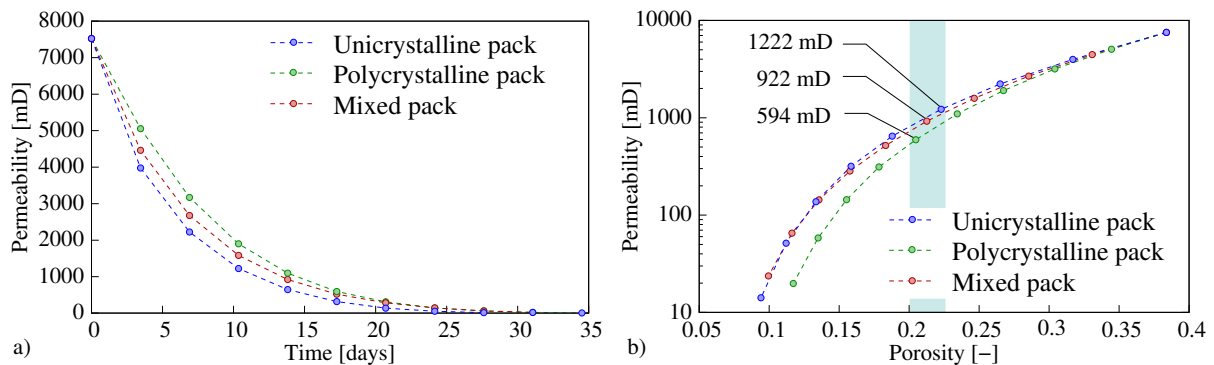 8000
7000
6000
5000
4000
3000
2000
1000
0
Permeability [mD]
Unicrystalline pack
Polycrystalline pack
Mixed pack
0 5 10 15 20 25 30 35
Time [days]
a)
10000
1000
100
10
Permeability [mD]
1222 mD
922 mD
594 mD
Unicrystalline pack
Polycrystalline pack
Mixed pack
0.05 0.1 0.15 0.2 0.25 0.3 0.35 0.4
Porosity [−]
b)